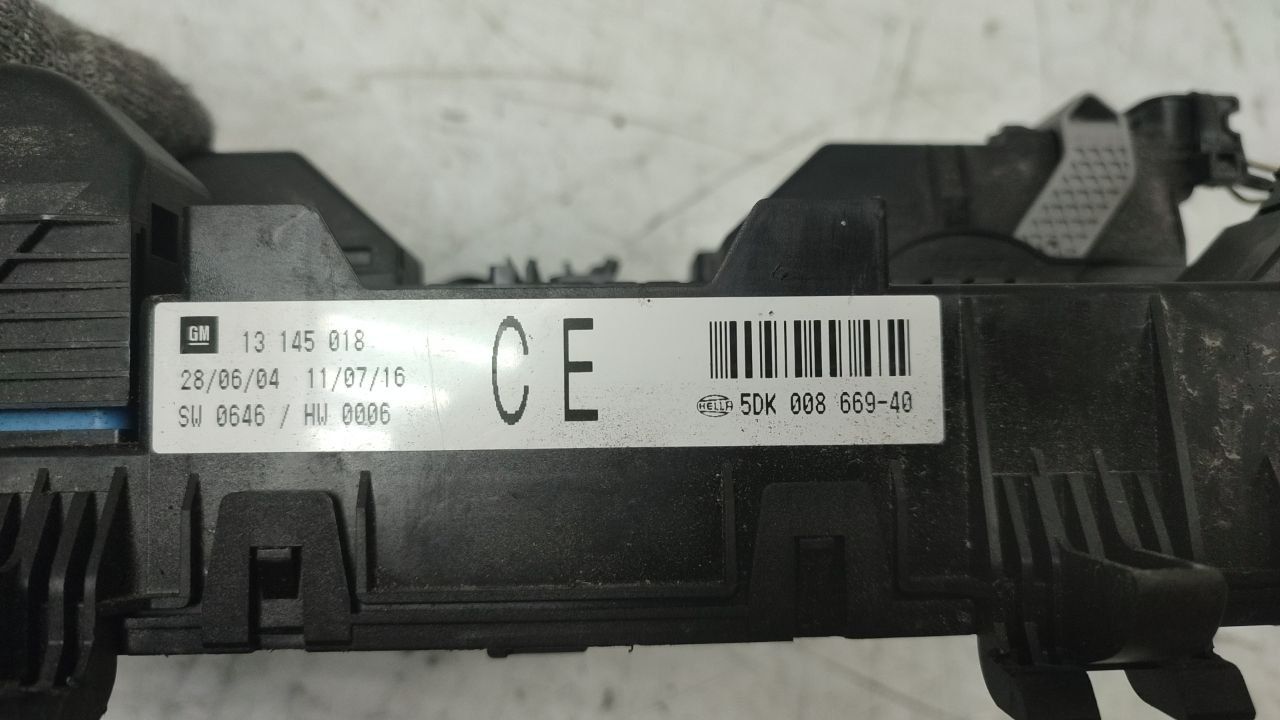 GM 13 145 018
28/06/04 11/07/16
SW 0646 / HW 0006
CE
HELLA 5DK 008 669-40